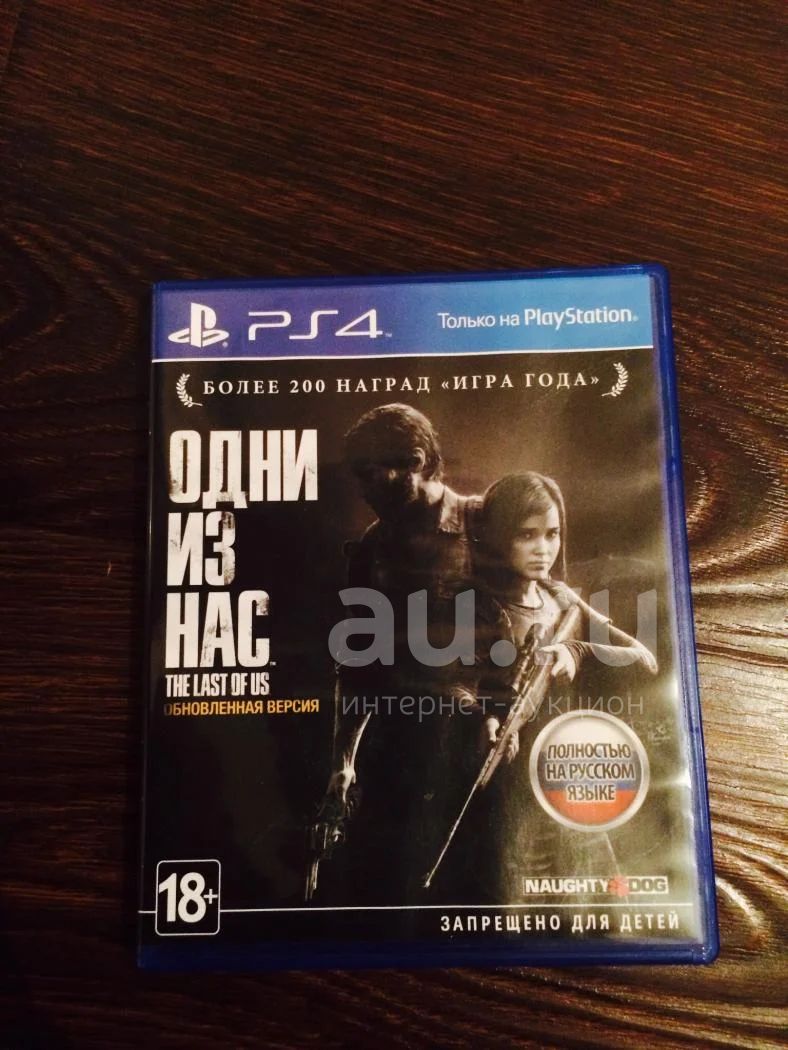 PS4
Только на PlayStation
БОЛЕЕ 200 НАГРАД «ИГРА ГОДА»
ОДНИ
ИЗ
НАС
THE LAST OF US
ОБНОВЛЕННАЯ ВЕРСИЯ
au.ru
интернет-аукцион
ПОЛНОСТЬЮ
НА РУССКОМ
ЯЗЫКЕ
NAUGHTY DOG
18+
ЗАПРЕЩЕНО ДЛЯ ДЕТЕЙ